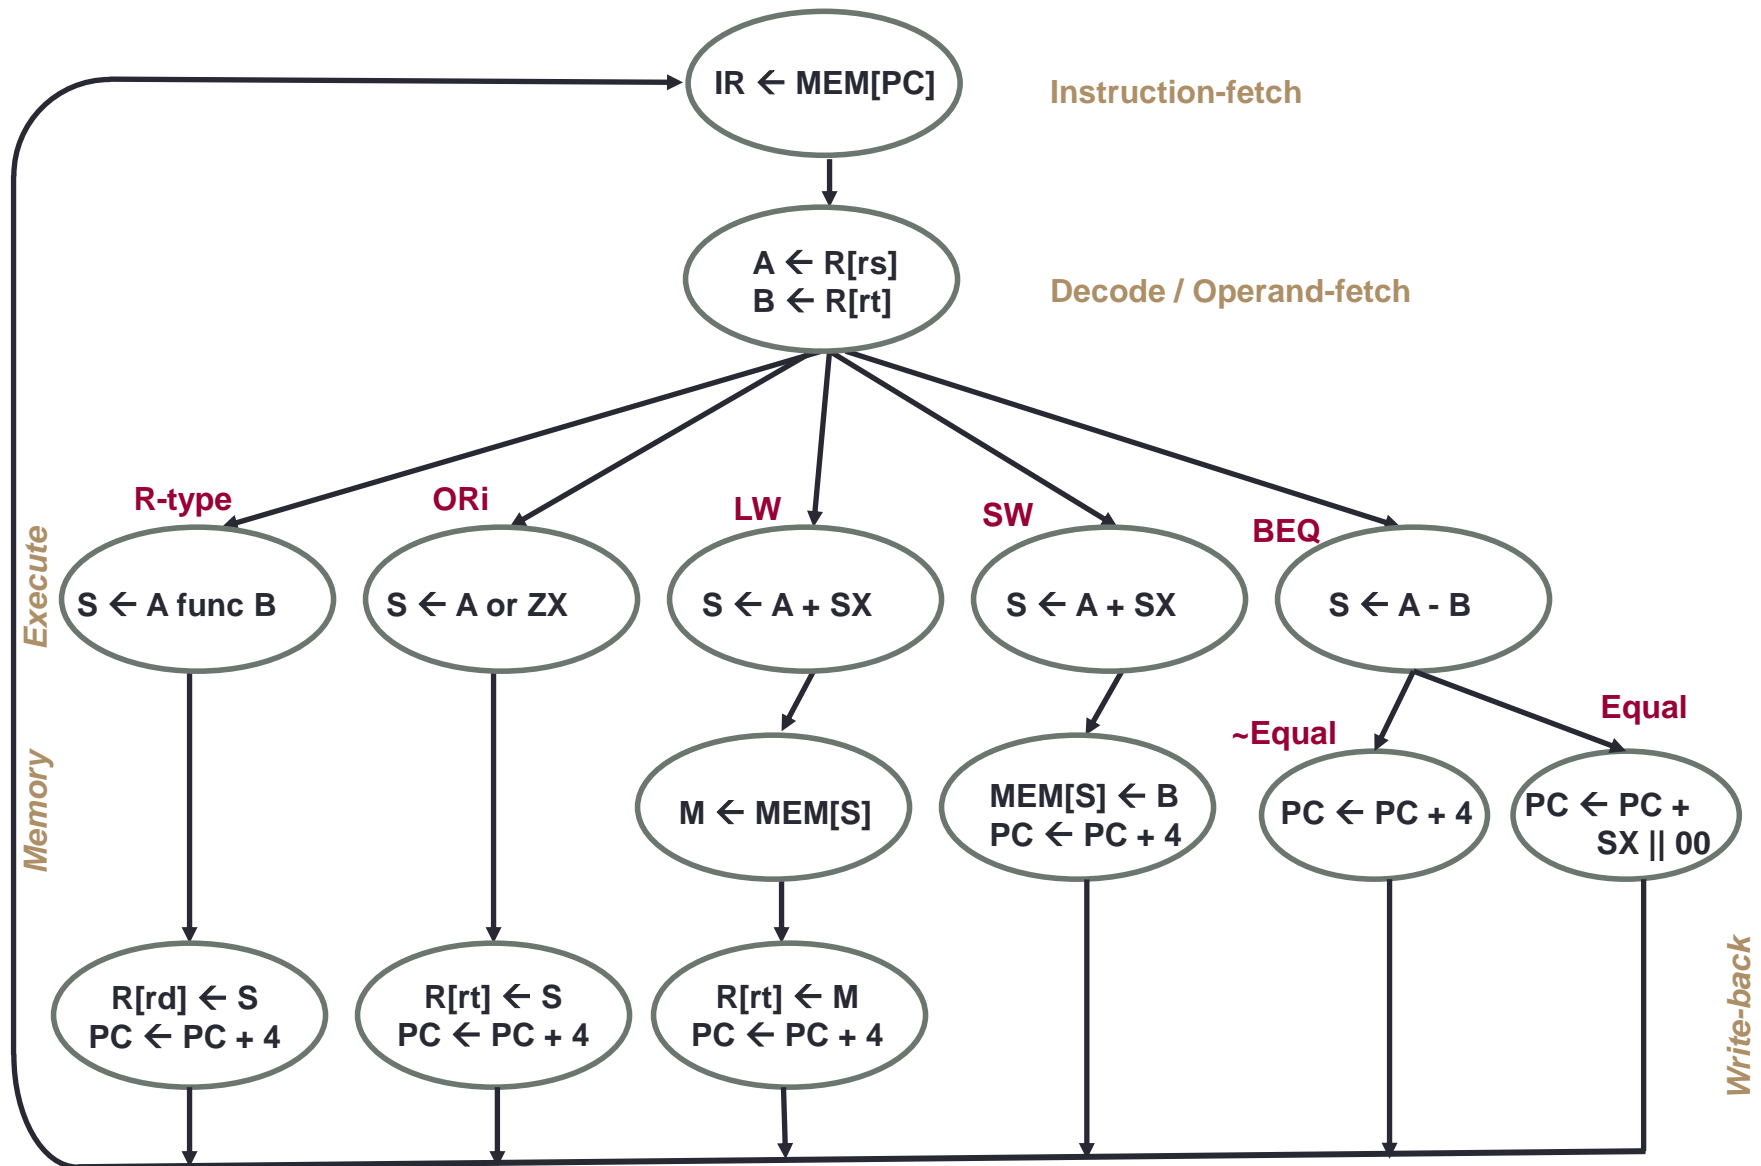 IR ← MEM[PC]
Instruction-fetch
A ← R[rs]
B ← R[rt]
Decode / Operand-fetch
R-type
ORi
LW
SW
BEQ
Execute
S ← A func B
S ← A or ZX
S ← A + SX
S ← A + SX
S ← A - B
~Equal
Equal
Memory
M ← MEM[S]
MEM[S] ← B
PC ← PC + 4
PC ← PC + 4
PC ← PC +
SX || 00
R[rd] ← S
PC ← PC + 4
R[rt] ← S
PC ← PC + 4
R[rt] ← M
PC ← PC + 4
Write-back